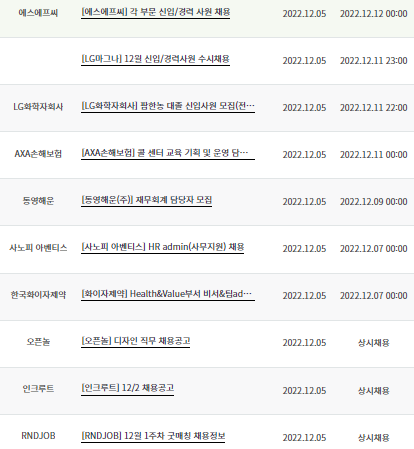 에스에프씨 [에스에프씨] 각 부문 신입/경력 사원 채용 2022.12.05 2022.12.12 00:00
[LG마그나] 12월 신입/경력사원 수시채용 2022.12.05 2022.12.11 23:00
LG화학자회사 [LG화학자회사] 팜한농 대졸 신입사원 모집(전… 2022.12.05 2022.12.11 22:00
AXA손해보험 [AXA손해보험] 콜 센터 교육 기획 및 운영 담… 2022.12.05 2022.12.11 00:00
동영해운 [동영해운(주)] 재무회계 담당자 모집 2022.12.05 2022.12.09 00:00
사노피 아벤티스 [사노피 아벤티스] HR admin(사무지원) 채용 2022.12.05 2022.12.07 00:00
한국화이자제약 [화이자제약] Health&Value부서 비서&팀ad… 2022.12.05 2022.12.07 00:00
오픈놀 [오픈놀] 디자인 직무 채용공고 2022.12.05 상시채용
인크루트 [인크루트] 12/2 채용공고 2022.12.05 상시채용
RNDJOB [RNDJOB] 12월 1주차 굿매칭 채용정보 2022.12.05 상시채용